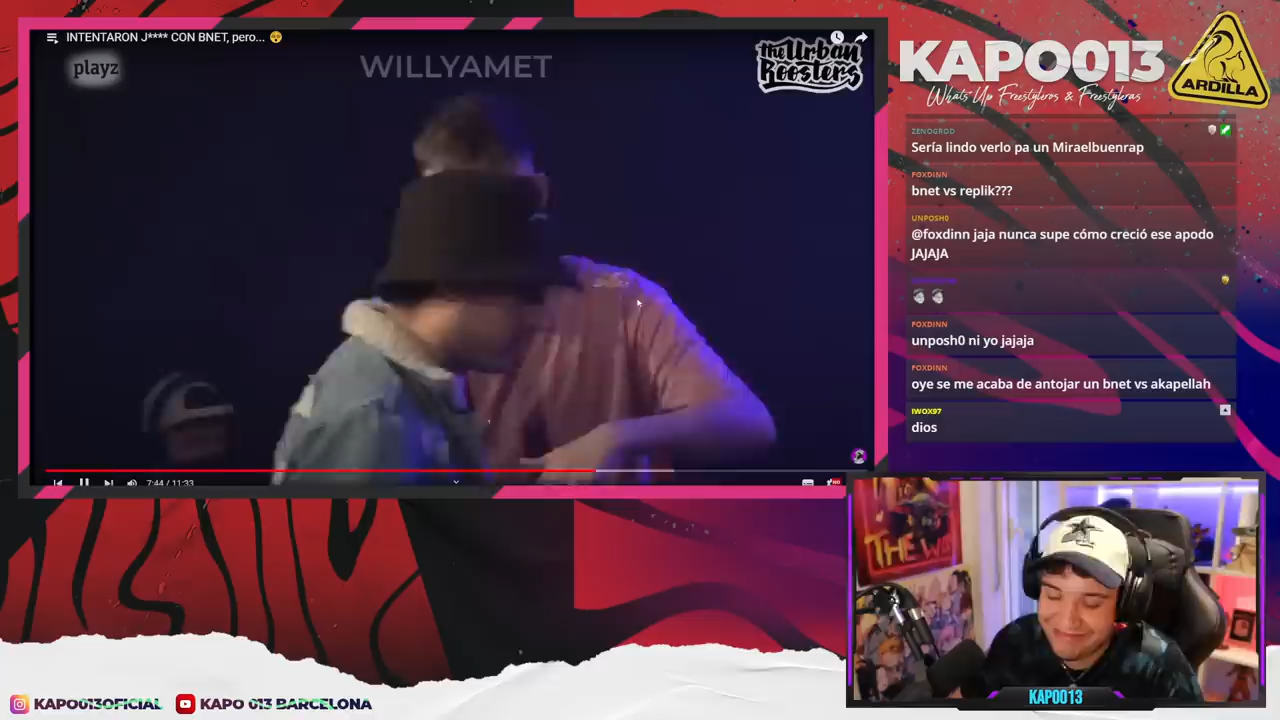 INTENTARON J**** CON BNET, pero... 😵
playz
WILLYAMET
the Urban
Roosters
7:44 / 11:33
KAPO013
What's Up Freestyleros & Freestyleras
ARDILLA
ZENOGROD
Sería lindo verlo pa un Miraelbuenrap
FOXDINN
bnet vs replik???
UNPOSH0
@foxdinn jaja nunca supe cómo creció ese apodo
JAJAJA
FOXDINN
unposh0 ni yo jajaja
FOXDINN
oye se me acaba de antojar un bnet vs akapellah
IWOX97
dios
THE WAY
KAPO013
KAPO013OFICIAL
KAPO 013 BARCELONA